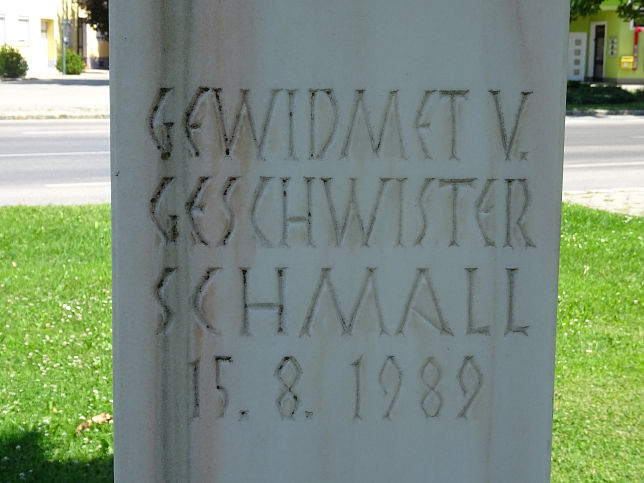 GEWIDMET V.
GESCHWISTER
SCHMALL
15. 8. 1989